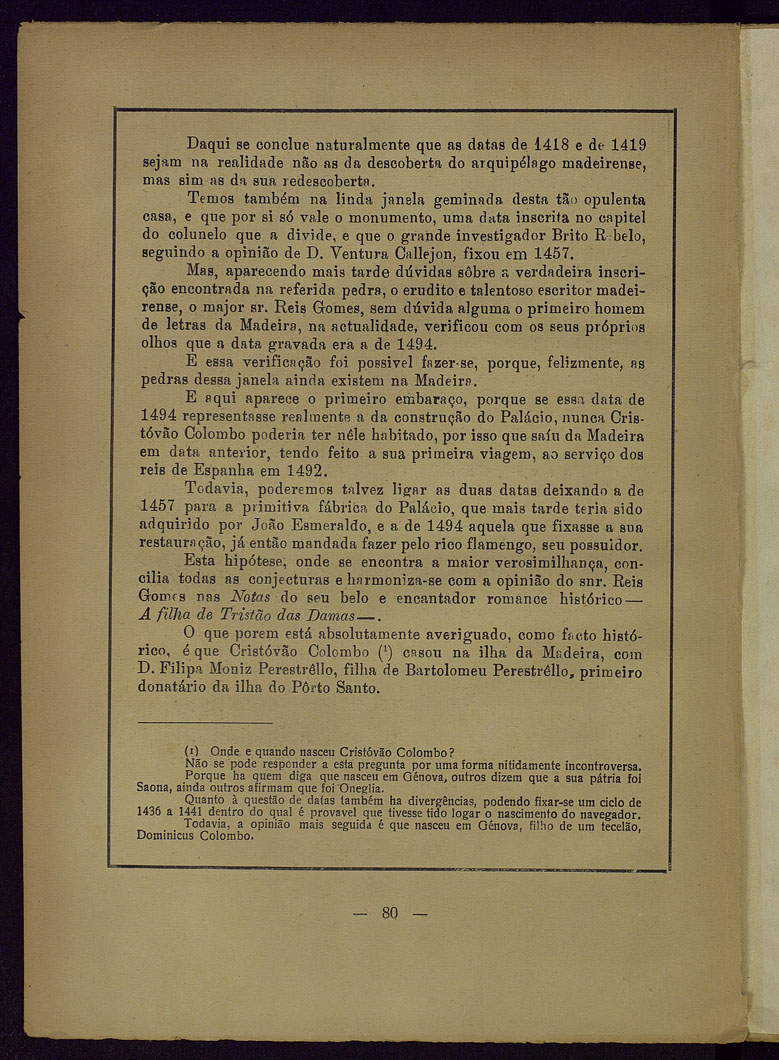 Daqui se conclue naturalmente que as datas de 1418 e de 1419
sejam na realidade não as da descoberta do arquipélago madeirense,
mas sim as da sua redescoberta.
Temos também na linda janela geminada desta tão opulenta
casa, e que por si só vale o monumento, uma data inscrita no capitel
do colunelo que a divide, e que o grande investigador Brito Rebelo,
seguindo a opinião de D. Ventura Callejon, fixou em 1457.
Mas, aparecendo mais tarde dúvidas sôbre a verdadeira inscri-
ção encontrada na referida pedra, o erudito e talentoso escritor madei-
rense, o major sr. Reis Gomes, sem dúvida alguma o primeiro homem
de letras da Madeira, na actualidade, verificou com os seus próprios
olhos que a data gravada era a de 1494.
E essa verificação foi possivel fazer-se, porque, felizmente, as
pedras dessa janela ainda existem na Madeira.
E aqui aparece o primeiro embaraço, porque se essa data de
1494 representasse realmente a da construção do Palácio, nunca Cris-
tóvão Colombo poderia ter nêle habitado, por isso que saíu da Madeira
em data anterior, tendo feito a sua primeira viagem, ao serviço dos
reis de Espanha em 1492.
Todavia, poderemos talvez ligar as duas datas deixando a de
1457 para a primitiva fábrica do Palácio, que mais tarde teria sido
adquirido por João Esmeraldo, e a de 1494 aquela que fixasse a sua
restauração, já então mandada fazer pelo rico flamengo, seu possuidor.
Esta hipótese, onde se encontra a maior verosimilhança, con-
cilia todas as conjecturas e harmoniza-se com a opinião do snr. Reis
Gomes nas Notas do seu belo e encantador romance histórico—
A filha de Tristão das Damas—.
O que porem está absolutamente averiguado, como facto histó-
rico, é que Cristóvão Colombo (¹) casou na ilha da Madeira, com
D. Filipa Moniz Perestrêllo, filha de Bartolomeu Perestrêllo, primeiro
donatário da ilha do Pôrto Santo.
(1) Onde e quando nasceu Cristóvão Colombo?
Não se pode responder a esta pregunta por uma forma nitidamente incontroversa.
Porque ha quem diga que nasceu em Génova, outros dizem que a sua pátria foi
Saona, ainda outros afirmam que foi Oneglia.
Quanto à questão de datas também ha divergências, podendo fixar-se um ciclo de
1436 a 1441 dentro do qual é provavel que tivesse tido logar o nascimento do navegador.
Todavia, a opinião mais seguida é que nasceu em Génova, filho de um tecelão,
Dominicus Colombo.
— 80 —